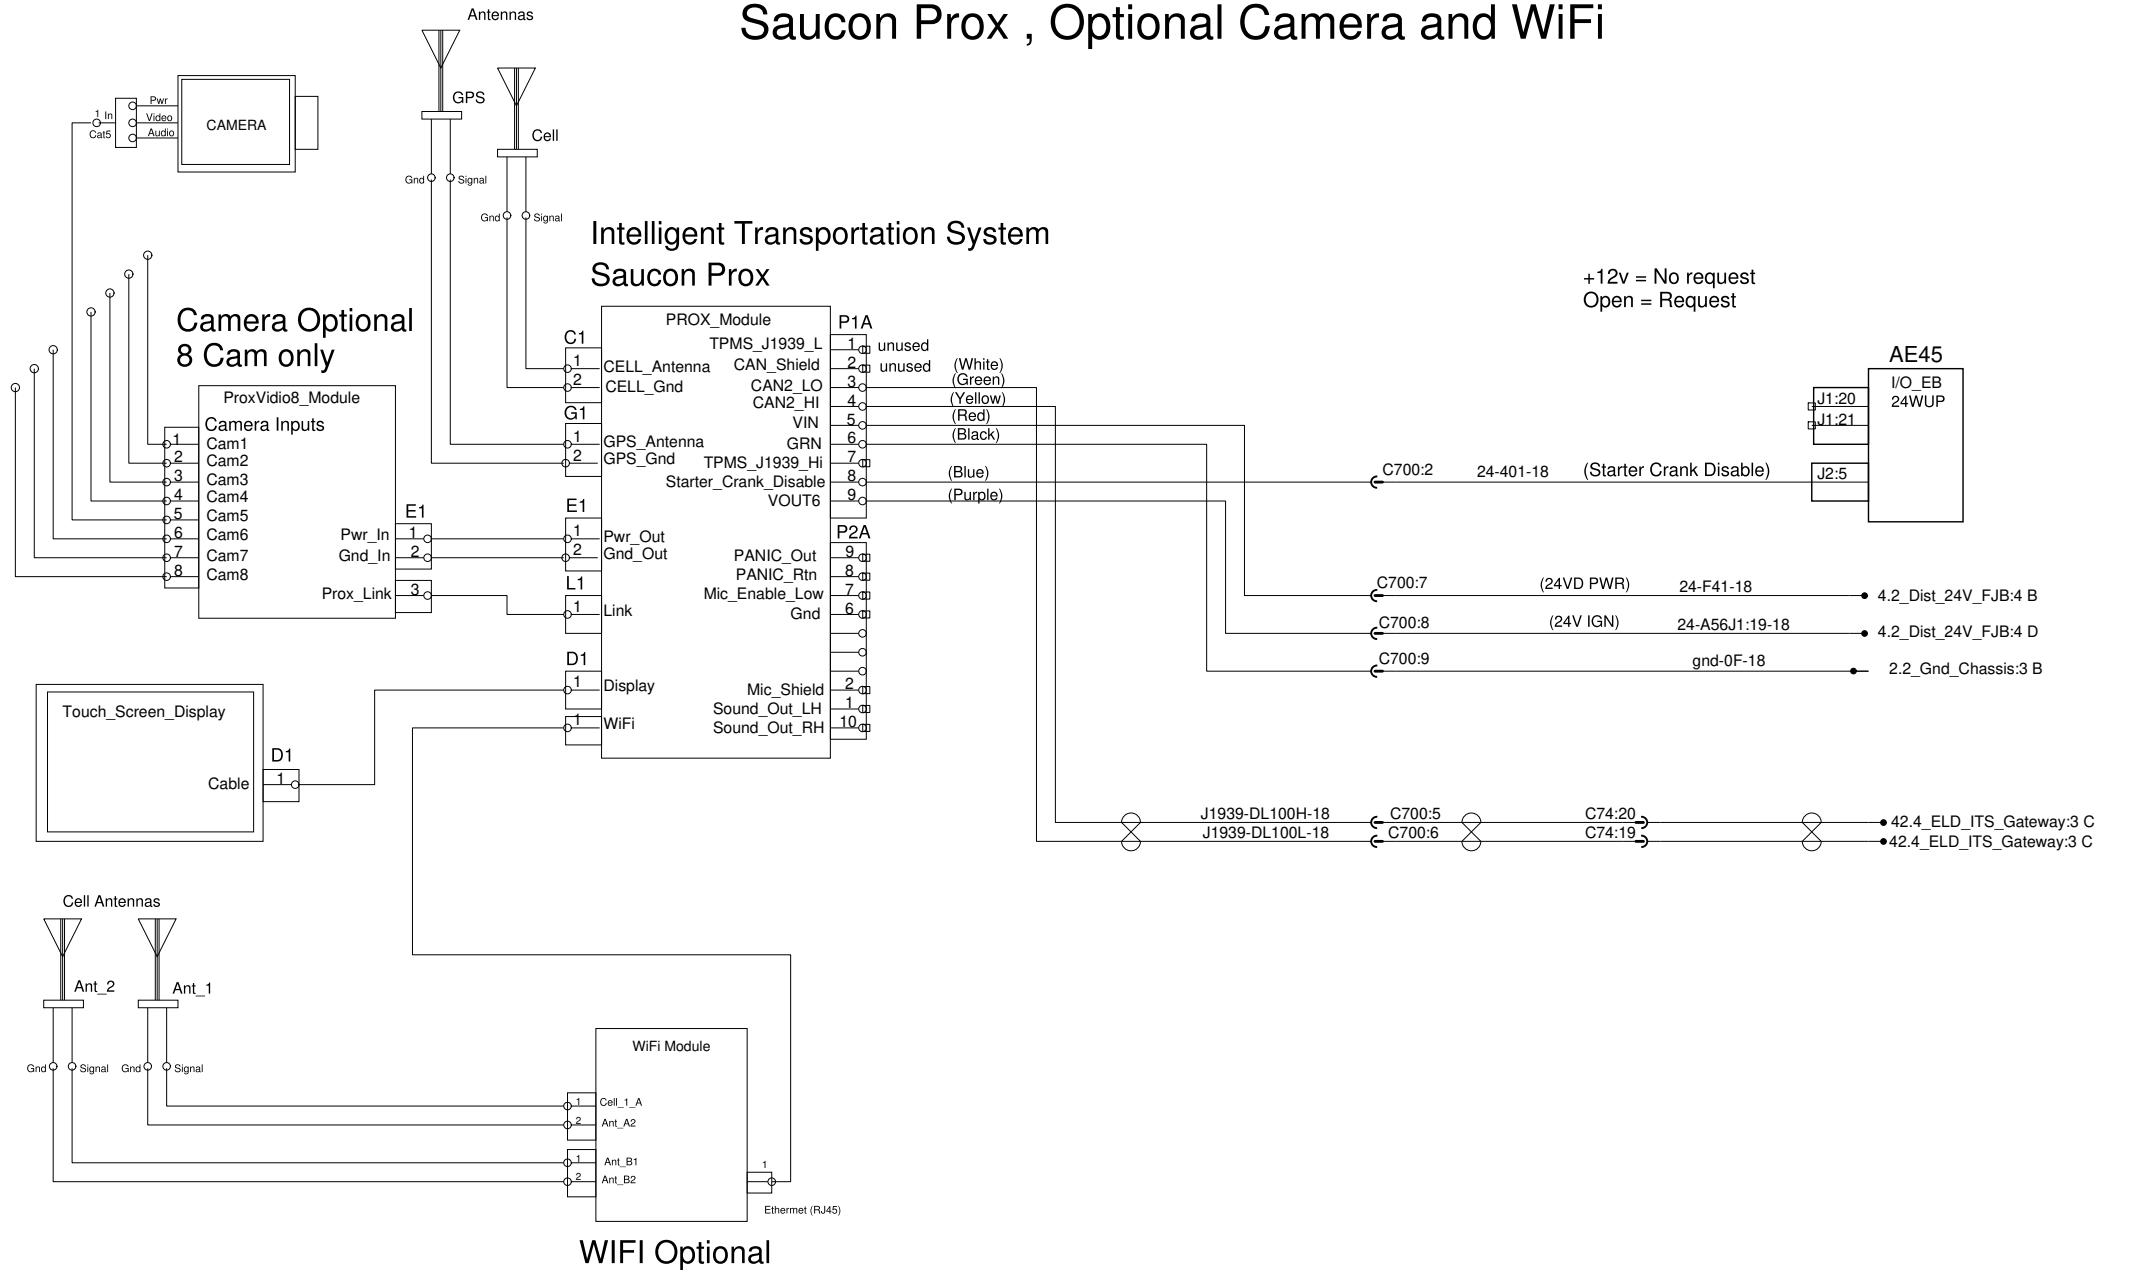 Saucon Prox , Optional Camera and WiFi
Antennas
GPS
Cell
Gnd
Signal
Gnd
Signal
1 In
Cat5
Pwr
Video
Audio
CAMERA
Intelligent Transportation System
Saucon Prox
+12v = No request
Open = Request
Camera Optional
8 Cam only
ProxVidio8_Module
Camera Inputs
1 Cam1
2 Cam2
3 Cam3
4 Cam4
5 Cam5
6 Cam6
7 Cam7
8 Cam8
E1
Pwr_In 1
Gnd_In 2
Prox_Link 3
PROX_Module
C1
1 CELL_Antenna
2 CELL_Gnd
G1
1 GPS_Antenna
2 GPS_Gnd
E1
1 Pwr_Out
2 Gnd_Out
L1
1 Link
D1
1 Display
1 WiFi
P1A
TPMS_J1939_L 1 unused
CAN_Shield 2 unused (White)
CAN2_LO 3 (Green)
CAN2_HI 4 (Yellow)
VIN 5 (Red)
GRN 6 (Black)
TPMS_J1939_Hi 7
Starter_Crank_Disable 8 (Blue)
VOUT6 9 (Purple)
P2A
PANIC_Out 9
PANIC_Rtn 8
Mic_Enable_Low 7
Gnd 6
Mic_Shield 2
Sound_Out_LH 1
Sound_Out_RH 10
AE45
I/O_EB
24WUP
J1:20
J1:21
J2:5
C700:2 24-401-18 (Starter Crank Disable)
C700:7 (24VD PWR) 24-F41-18 4.2_Dist_24V_FJB:4 B
C700:8 (24V IGN) 24-A56J1:19-18 4.2_Dist_24V_FJB:4 D
C700:9 gnd-0F-18 2.2_Gnd_Chassis:3 B
J1939-DL100H-18 C700:5 C74:20 42.4_ELD_ITS_Gateway:3 C
J1939-DL100L-18 C700:6 C74:19 42.4_ELD_ITS_Gateway:3 C
Touch_Screen_Display
D1
Cable 1
Cell Antennas
Ant_2
Ant_1
Gnd
Signal
Gnd
Signal
WiFi Module
1 Cell_1_A
2 Ant_A2
1 Ant_B1
2 Ant_B2
1
Ethernet (RJ45)
WIFI Optional